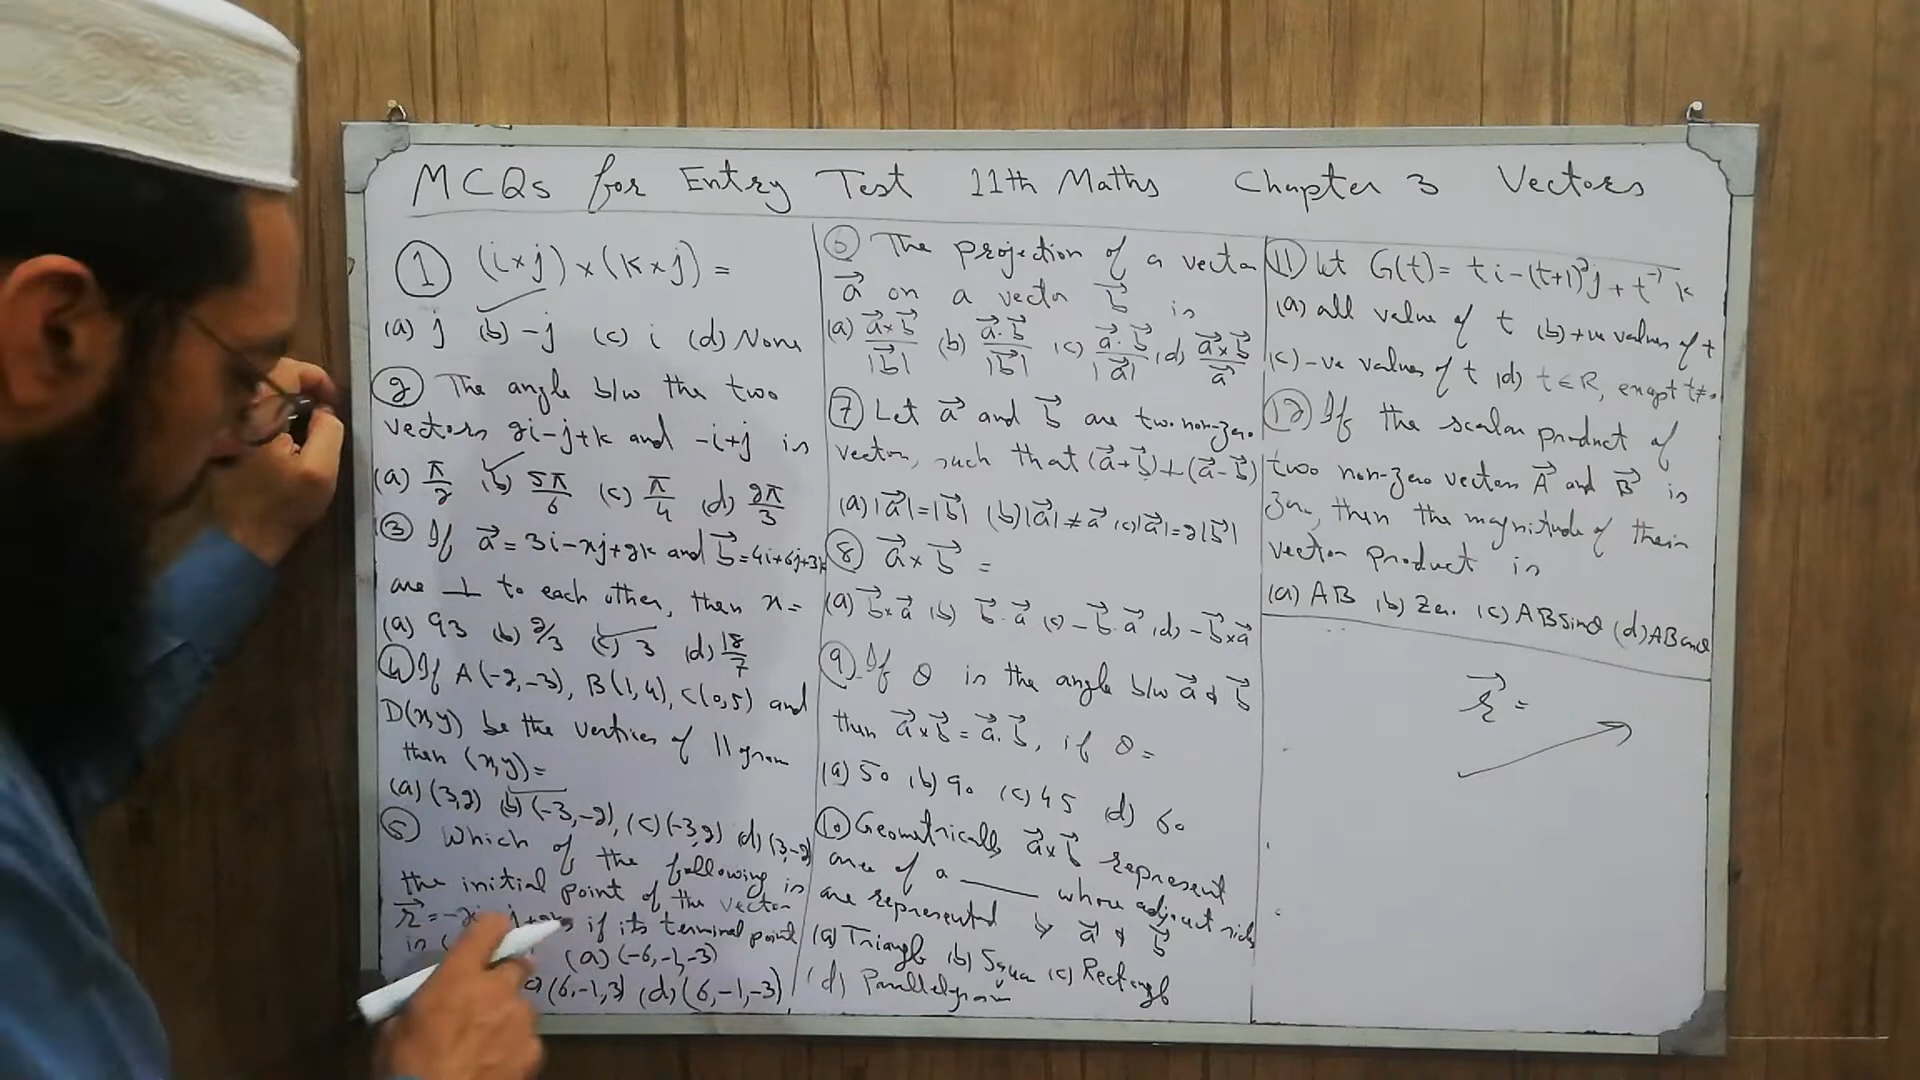 MCQs for Entry Test 11th Maths Chapter 3 Vectors
① (i×j)×(k×j) =
(a) j (b) -j (c) i (d) None
② The angle b/w the two
vectors 2i-j+k and -i+j is
(a) π/2 (b) 5π/6 (c) π/4 (d) 2π/3
③ If a⃗ = 3i-xj+2k and b⃗ = 4i+6j+3k
are ⊥ to each other, then x =
(a) 93 (b) 2/3 (c) 3 (d) 18/7
④ If A(-2,-3), B(1,4), C(0,5) and
D(x,y) be the vertices of ||gram
then (x,y)=
(a) (3,2) (b) (-3,-2), (c) (-3,2) (d) (3,-2)
⑤ Which of the following is
the initial point of the vector
r⃗ = if its terminal point
is (a) (-6,-1,-3)
(6,-1,3) (d) (6,-1,-3)
⑥ The projection of a vector
a⃗ on a vector b⃗ is
(a) a⃗×b⃗/|b⃗| (b) a⃗.b⃗/|b⃗| (c) a⃗.b⃗/|a⃗| (d) a⃗×b⃗/a⃗
⑦ Let a⃗ and b⃗ are two non-zero
vector, such that (a⃗+b⃗)⊥(a⃗-b⃗)
(a) |a⃗|=|b⃗| (b) |a⃗|≠a⃗ (c) |a⃗|=2|b⃗|
⑧ a⃗×b⃗ =
(a) b⃗×a⃗ (b) b⃗.a⃗ (c) -b⃗.a⃗ (d) -b⃗×a⃗
⑨ If θ is the angle b/w a⃗ & b⃗
then a⃗×b⃗ = a⃗.b⃗, if θ =
(a) 50 (b) 90 (c) 45 (d) 60
⑩ Geometrically a⃗×b⃗ represent
area of a ____ whose adjacent sides
are represented by a⃗ & b⃗
(a) Triangle (b) Square (c) Rectangle
(d) Parallelogram
⑪ Let G(t) = ti-(t+1)³j+t⁻¹k
(a) all value of t (b) +ve values of t
(c) -ve values of t (d) t∈R, except t≠0
⑫ If the scalar product of
two non-zero vectors A⃗ and B⃗ is
Zero, then the magnitude of their
vector product is
(a) AB (b) Zero (c) ABsinθ (d) ABcosθ
r⃗ =